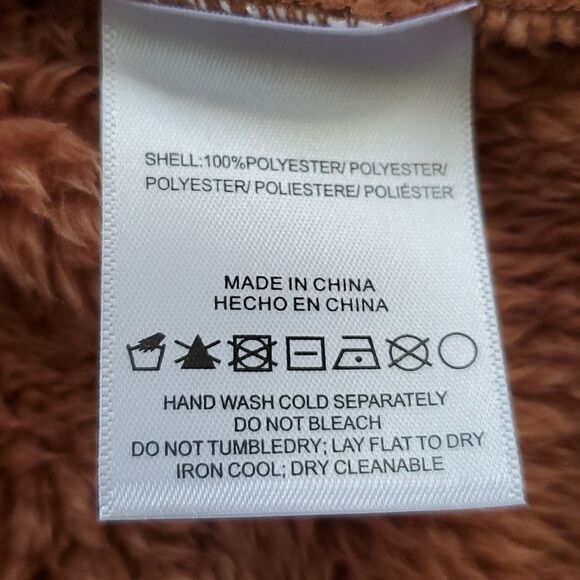 SHELL:100%POLYESTER/ POLYESTER/
POLYESTER/ POLIESTERE/ POLIÉSTER
MADE IN CHINA
HECHO EN CHINA
HAND WASH COLD SEPARATELY
DO NOT BLEACH
DO NOT TUMBLEDRY; LAY FLAT TO DRY
IRON COOL; DRY CLEANABLE